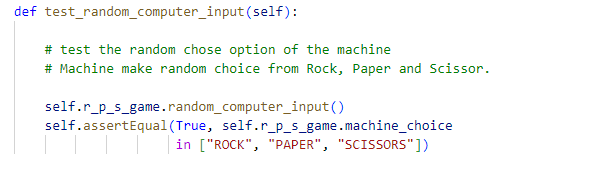 def test_random_computer_input(self):
# test the random chose option of the machine
# Machine make random choice from Rock, Paper and Scissor.
self.r_p_s_game.random_computer_input()
self.assertEqual(True, self.r_p_s_game.machine_choice
in ["ROCK", "PAPER", "SCISSORS"])